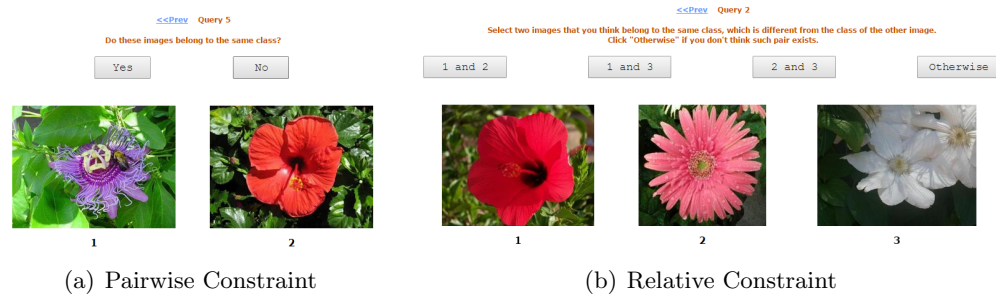 <<Prev Query 5
Do these images belong to the same class?
Yes No
1 2
(a) Pairwise Constraint
<<Prev Query 2
Select two images that you think belong to the same class, which is different from the class of the other image.
Click "Otherwise" if you don't think such pair exists.
1 and 2 1 and 3 2 and 3 Otherwise
1 2 3
(b) Relative Constraint